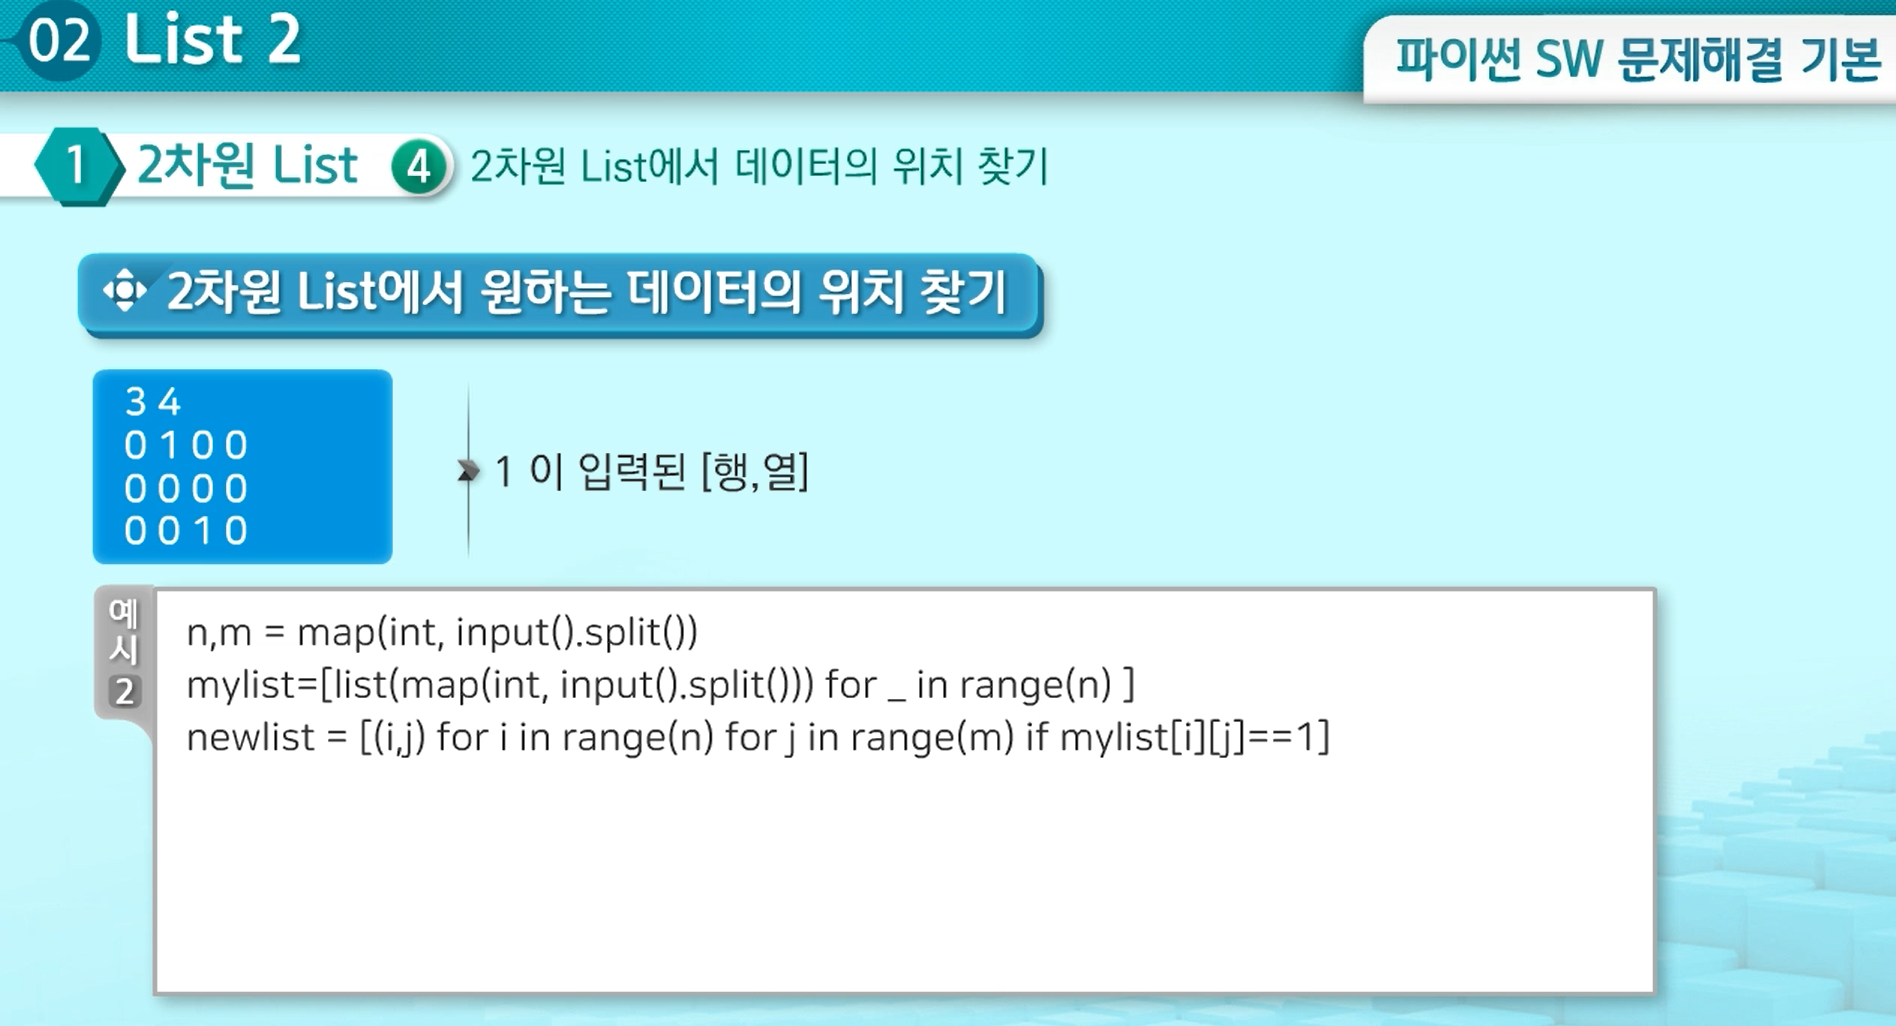 02 List 2
파이썬 SW 문제해결 기본
1 2차원 List 4 2차원 List에서 데이터의 위치 찾기
2차원 List에서 원하는 데이터의 위치 찾기
3 4
0 1 0 0
0 0 0 0
0 0 1 0
1 이 입력된 [행,열]
예시 2
n,m = map(int, input().split())
mylist=[list(map(int, input().split())) for _ in range(n) ]
newlist = [(i,j) for i in range(n) for j in range(m) if mylist[i][j]==1]